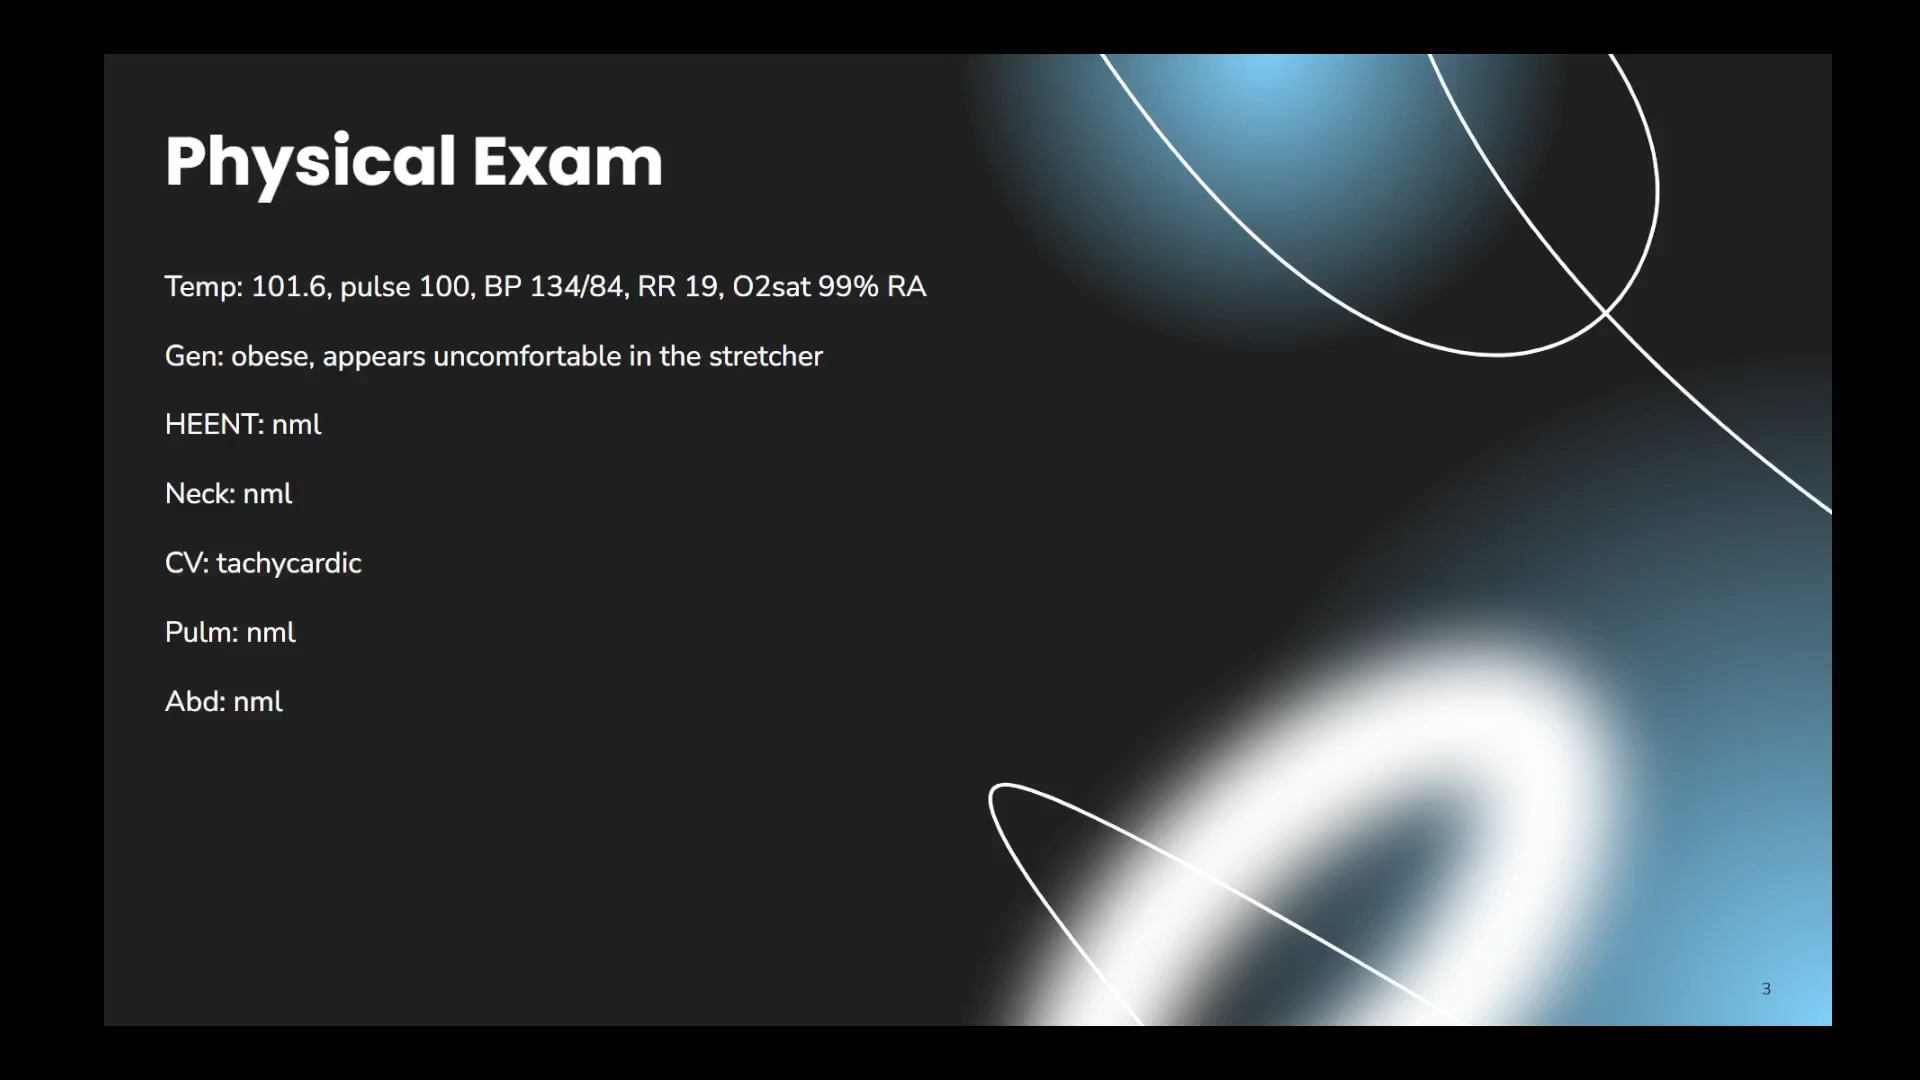 Physical Exam
Temp: 101.6, pulse 100, BP 134/84, RR 19, O2sat 99% RA
Gen: obese, appears uncomfortable in the stretcher
HEENT: nml
Neck: nml
CV: tachycardic
Pulm: nml
Abd: nml
3